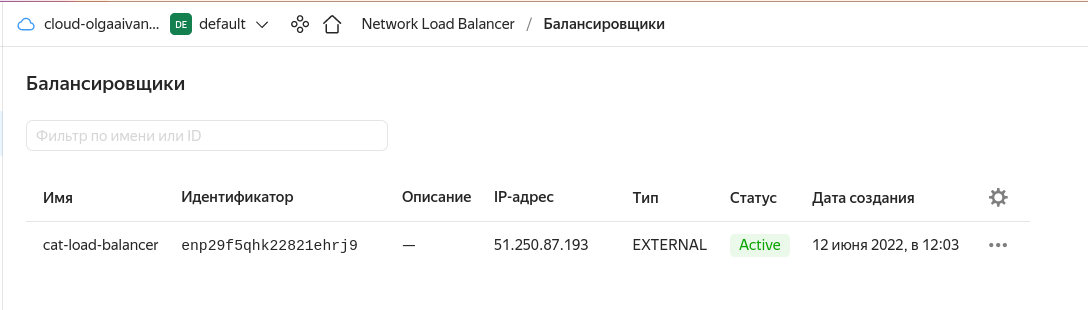 cloud-olgaaivan... DE default Network Load Balancer / Балансировщики
Балансировщики
Фильтр по имени или ID
Имя Идентификатор Описание IP-адрес Тип Статус Дата создания
cat-load-balancer enp29f5qhk22821ehrj9 — 51.250.87.193 EXTERNAL Active 12 июня 2022, в 12:03